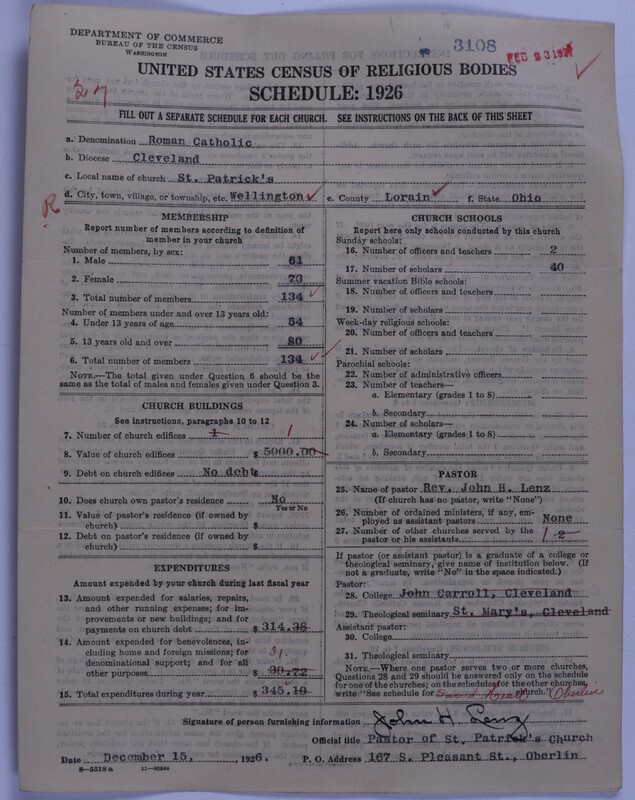 DEPARTMENT OF COMMERCE
BUREAU OF THE CENSUS
WASHINGTON
3108
FEB 23 1927
UNITED STATES CENSUS OF RELIGIOUS BODIES
SCHEDULE: 1926
27
FILL OUT A SEPARATE SCHEDULE FOR EACH CHURCH. SEE INSTRUCTIONS ON THE BACK OF THIS SHEET
a. Denomination Roman Catholic
b. Diocese Cleveland
c. Local name of church St. Patrick's
d. City, town, village, or township, etc. Wellington e. County Lorain f. State Ohio
R
MEMBERSHIP
Report number of members according to definition of
member in your church
Number of members, by sex:
1. Male 61
2. Female 73
3. Total number of members 134
Number of members under and over 13 years old:
4. Under 13 years of age 54
5. 13 years old and over 80
6. Total number of members 134
NOTE.—The total given under Question 6 should be the
same as the total of males and females given under Question 3.
CHURCH BUILDINGS
See instructions, paragraphs 10 to 12
7. Number of church edifices 1 1
8. Value of church edifices $ 5000.00
9. Debt on church edifices No debt
10. Does church own pastor's residence No
Yes or No
11. Value of pastor's residence (if owned by
church) $
12. Debt on pastor's residence (if owned by
church) $
EXPENDITURES
Amount expended by your church during last fiscal year
13. Amount expended for salaries, repairs,
and other running expenses; for im-
provements or new buildings; and for
payments on church debt $ 314.38
14. Amount expended for benevolences, in-
cluding home and foreign missions; for
denominational support; and for all
other purposes $ 30.72
31.
15. Total expenditures during year $ 345.10
CHURCH SCHOOLS
Report here only schools conducted by this church
Sunday schools:
16. Number of officers and teachers 2
17. Number of scholars 40
Summer vacation Bible schools:
18. Number of officers and teachers
19. Number of scholars
Week-day religious schools:
20. Number of officers and teachers
21. Number of scholars
Parochial schools:
22. Number of administrative officers
23. Number of teachers—
a. Elementary (grades 1 to 8)
b. Secondary
24. Number of scholars—
a. Elementary (grades 1 to 8)
b. Secondary
PASTOR
25. Name of pastor Rev. John H. Lenz
(If church has no pastor, write "None")
26. Number of ordained ministers, if any, em-
ployed as assistant pastors None
27. Number of other churches served by the
pastor or his assistants 1 2
If pastor (or assistant pastor) is a graduate of a college or
theological seminary, give name of institution below. (If
not a graduate, write "No" in the space indicated.)
Pastor:
28. College John Carroll, Cleveland
29. Theological seminary St. Mary's, Cleveland
Assistant pastor:
30. College
31. Theological seminary
NOTE.—Where one pastor serves two or more churches,
Questions 28 and 29 should be answered only on the schedule
for one of the churches; on the schedules for the other churches,
write "See schedule for Sacred Heart church." Oberlin
Signature of person furnishing information John H. Lenz
Official title Pastor of St. Patrick's Church
Date December 15, 1926. P. O. Address 167 S. Pleasant St., Oberlin
8—5518a